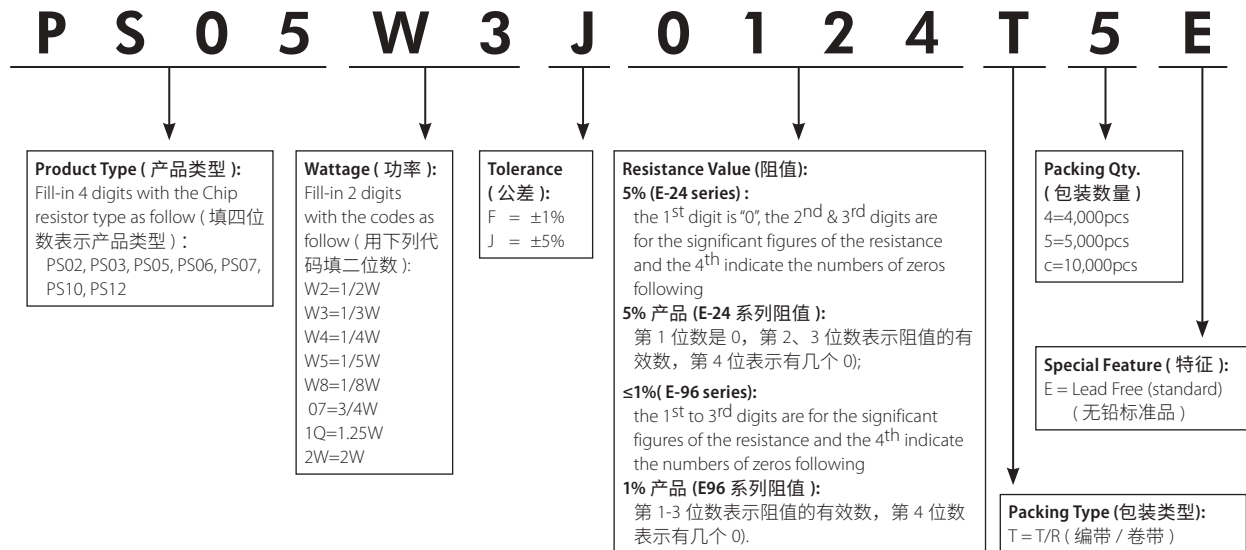 PS05W3J0124T5E
Product Type ( 产品类型 ):
Fill-in 4 digits with the Chip
resistor type as follow ( 填四位
数表示产品类型 ) :
PS02, PS03, PS05, PS06, PS07,
PS10, PS12
Wattage ( 功率 ):
Fill-in 2 digits
with the codes as
follow ( 用下列代
码填二位数 ):
W2=1/2W
W3=1/3W
W4=1/4W
W5=1/5W
W8=1/8W
07=3/4W
1Q=1.25W
2W=2W
Tolerance
( 公差 ):
F = ±1%
J = ±5%
Resistance Value (阻值):
5% (E-24 series) :
the 1st digit is "0", the 2nd & 3rd digits are
for the significant figures of the resistance
and the 4th indicate the numbers of zeros
following
5% 产品 (E-24 系列阻值 ):
第 1 位数是 0，第 2、3 位数表示阻值的有
效数，第 4 位表示有几个 0);
≤1%( E-96 series):
the 1st to 3rd digits are for the significant
figures of the resistance and the 4th indicate
the numbers of zeros following
1% 产品 (E96 系列阻值 ):
第 1-3 位数表示阻值的有效数，第 4 位数
表示有几个 0).
Packing Qty.
( 包装数量 )
4=4,000pcs
5=5,000pcs
c=10,000pcs
Special Feature ( 特征 ):
E = Lead Free (standard)
( 无铅标准品 )
Packing Type (包装类型):
T = T/R ( 编带 / 卷带 )